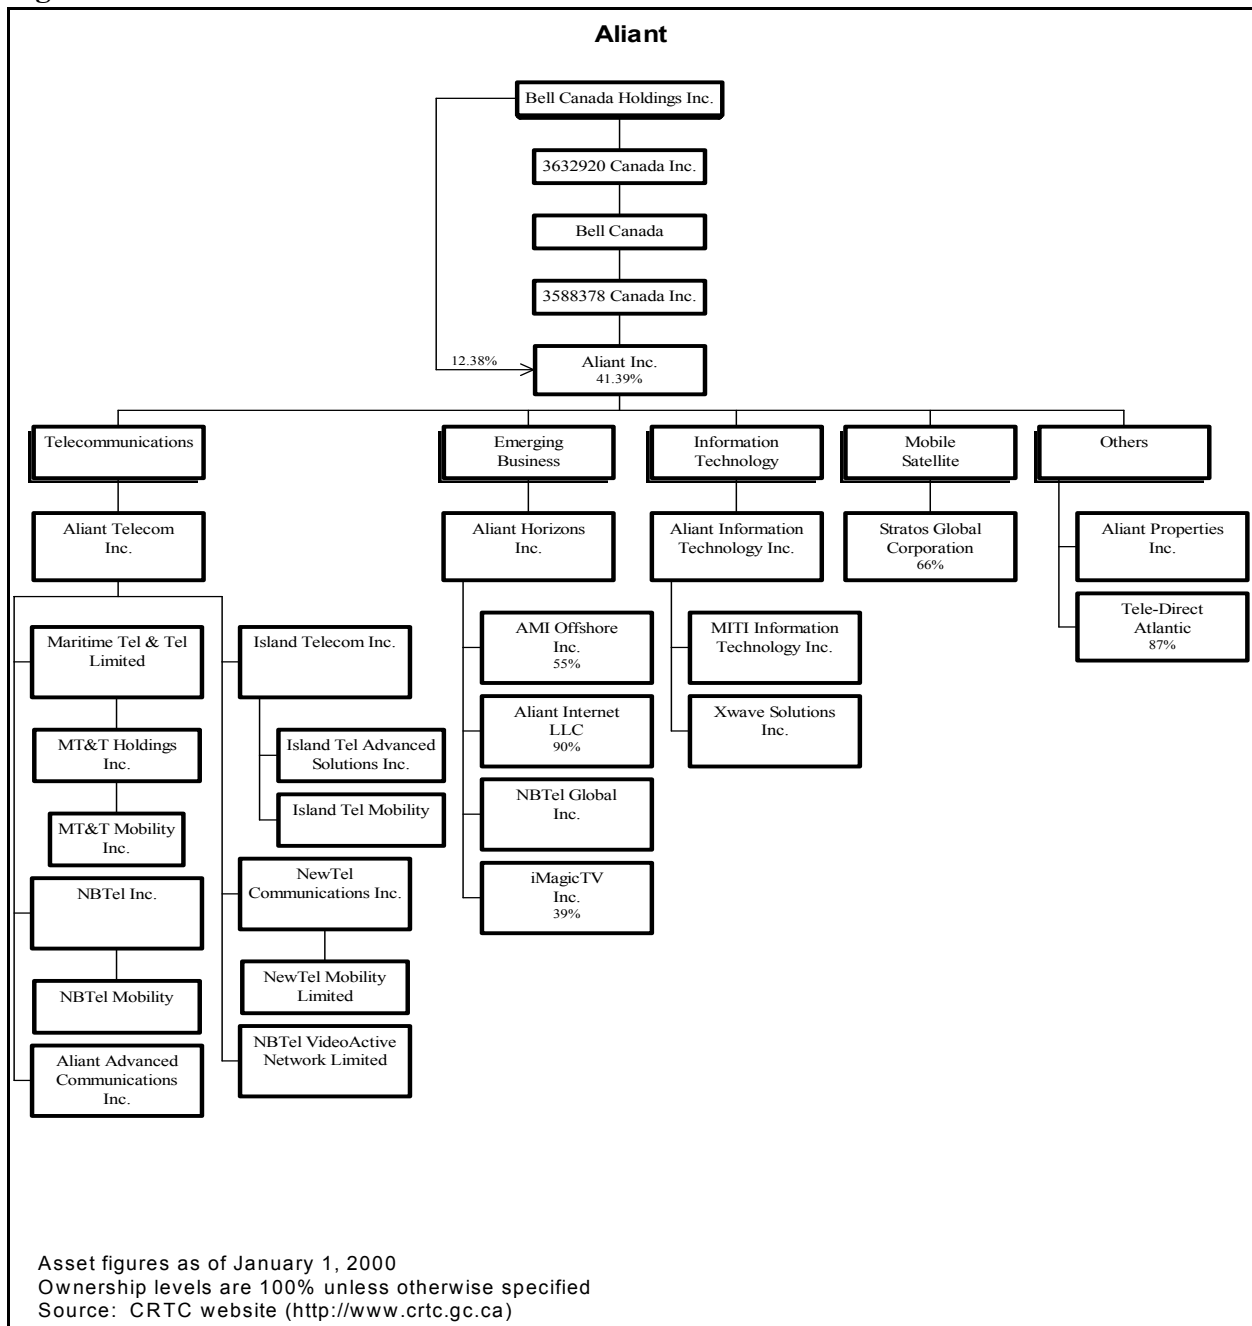 Aliant
Bell Canada Holdings Inc.
3632920 Canada Inc.
Bell Canada
3588378 Canada Inc.
12.38%
Aliant Inc.
41.39%
Telecommunications
Emerging
Business
Information
Technology
Mobile
Satellite
Others
Aliant Telecom
Inc.
Aliant Horizons
Inc.
Aliant Information
Technology Inc.
Stratos Global
Corporation
66%
Aliant Properties
Inc.
Tele-Direct
Atlantic
87%
Maritime Tel & Tel
Limited
MT&T Holdings
Inc.
MT&T Mobility
Inc.
NBTel Inc.
NBTel Mobility
Aliant Advanced
Communications
Inc.
Island Telecom Inc.
Island Tel Advanced
Solutions Inc.
Island Tel Mobility
NewTel
Communications Inc.
NewTel Mobility
Limited
NBTel VideoActive
Network Limited
AMI Offshore
Inc.
55%
Aliant Internet
LLC
90%
NBTel Global
Inc.
iMagicTV
Inc.
39%
MITI Information
Technology Inc.
Xwave Solutions
Inc.
Asset figures as of January 1, 2000
Ownership levels are 100% unless otherwise specified
Source: CRTC website (http://www.crtc.gc.ca)